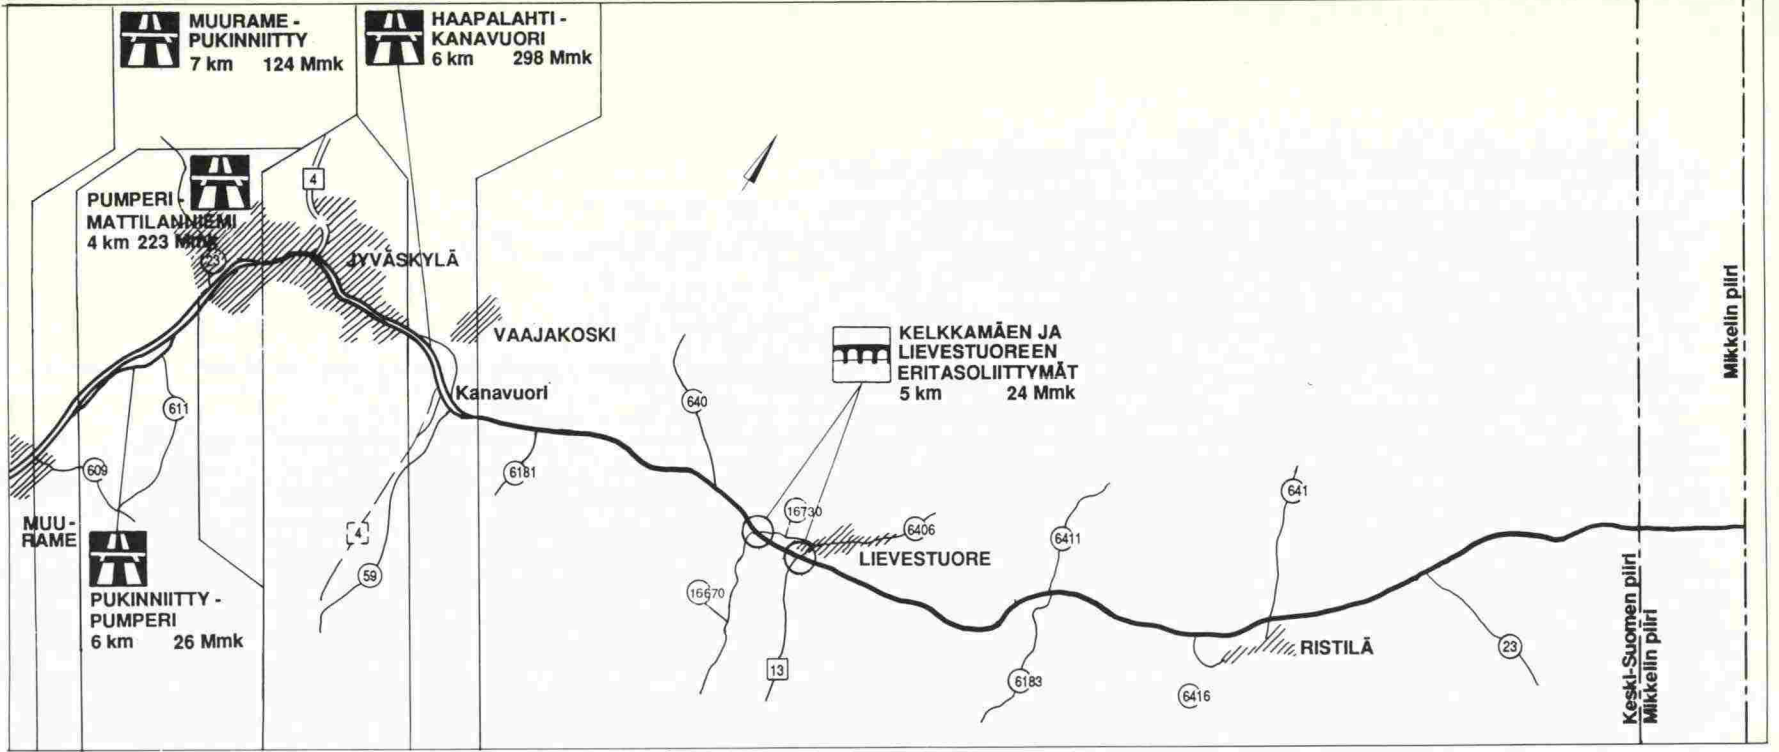 MUURAME -
PUKINNIITTY
7 km 124 Mmk
HAAPALAHTI -
KANAVUORI
6 km 298 Mmk
4
PUMPERI -
MATTILANNIEMI
4 km 223 Mmk
23
JYVÄSKYLÄ
VAAJAKOSKI
Kanavuori
KELKKAMÄEN JA
LIEVESTUOREEN
ERITASOLIITTYMÄT
5 km 24 Mmk
Mikkelin piiri
611
640
609
6181
MUU-
RAME
4
59
16730
6406
LIEVESTUORE
16670
13
6411
641
6183
6416
RISTILÄ
23
PUKINNIITTY -
PUMPERI
6 km 26 Mmk
Keski-Suomen piiri
Mikkelin piiri